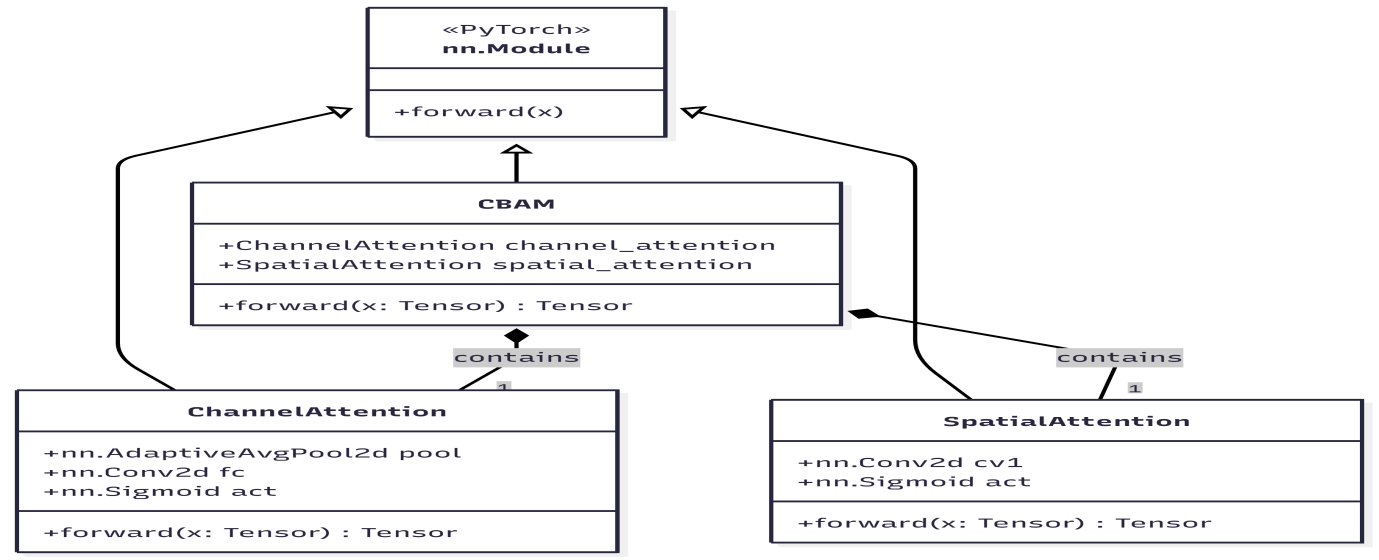 «PyTorch»
nn.Module
+forward(x)
CBAM
+ChannelAttention channel_attention
+SpatialAttention spatial_attention
+forward(x: Tensor) : Tensor
contains
contains
1
1
ChannelAttention
+nn.AdaptiveAvgPool2d pool
+nn.Conv2d fc
+nn.Sigmoid act
+forward(x: Tensor) : Tensor
SpatialAttention
+nn.Conv2d cv1
+nn.Sigmoid act
+forward(x: Tensor) : Tensor